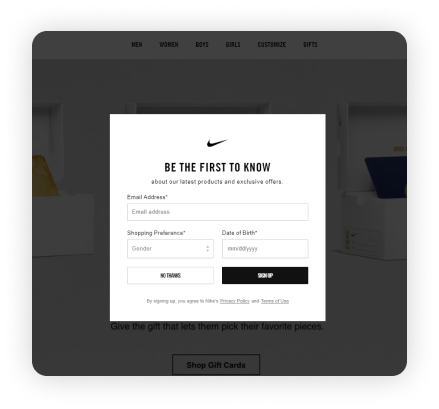 MEN WOMEN BOYS GIRLS CUSTOMIZE GIFTS
BE THE FIRST TO KNOW
about our latest products and exclusive offers.
Email Address*
Email address
Shopping Preference* Date of Birth*
Gender mm/dd/yyyy
NO THANKS SIGN UP
By signing up, you agree to Nike's Privacy Policy and Terms of Use
Give the gift that lets them pick their favorite pieces.
Shop Gift Cards